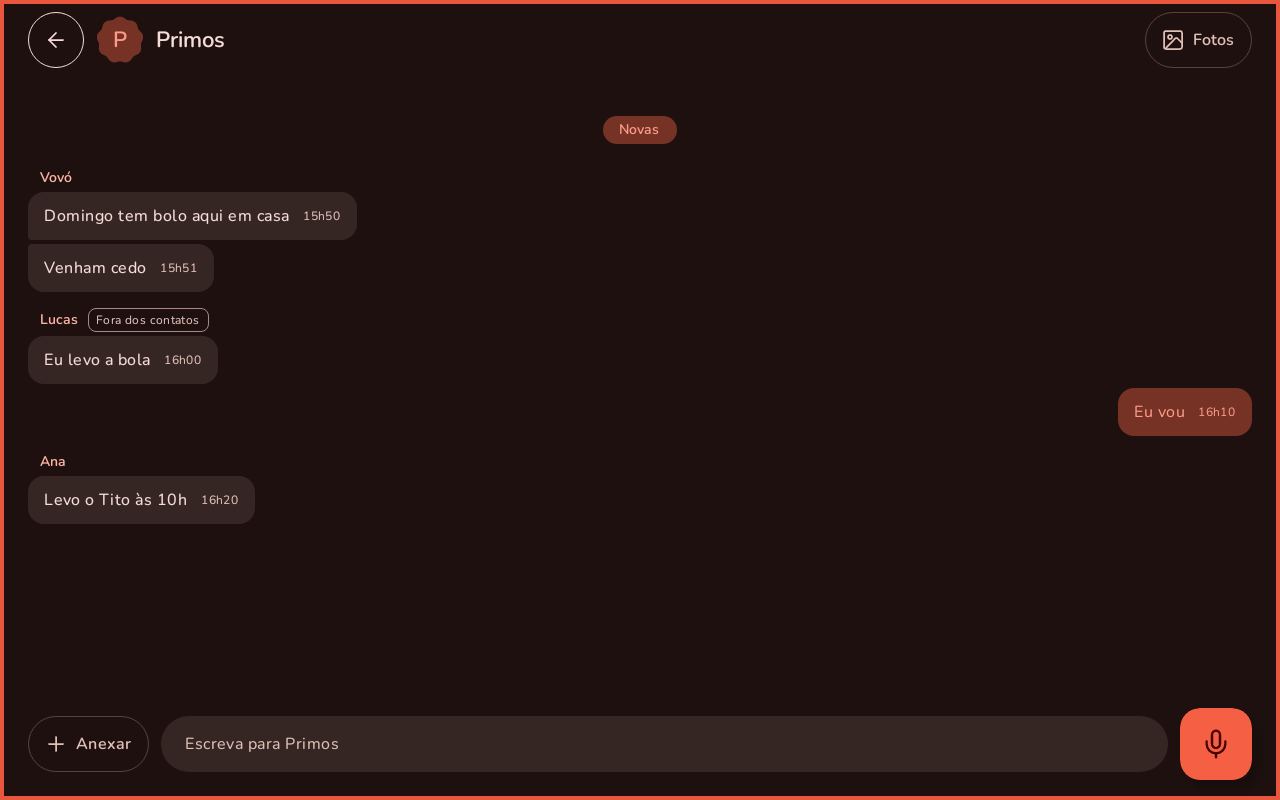 P Primos
Fotos
Novas
Vovó
Domingo tem bolo aqui em casa 15h50
Venham cedo 15h51
Lucas Fora dos contatos
Eu levo a bola 16h00
Eu vou 16h10
Ana
Levo o Tito às 10h 16h20
Anexar
Escreva para Primos